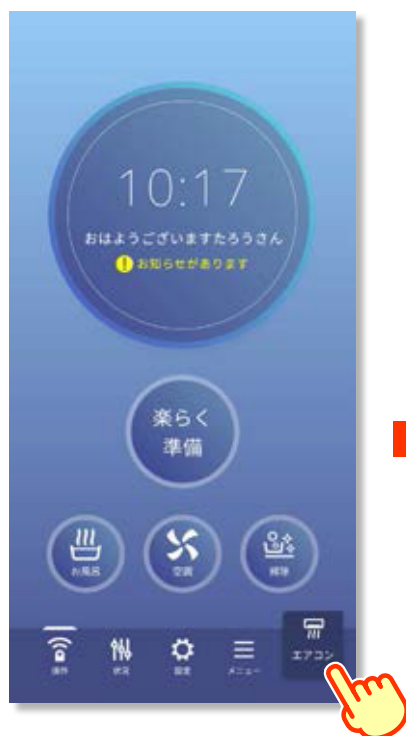 10:17
おはようございますたろうさん
! お知らせがあります
楽らく
準備
お風呂
空調
掃除
操作
状況
設定
メニュー
エアコン